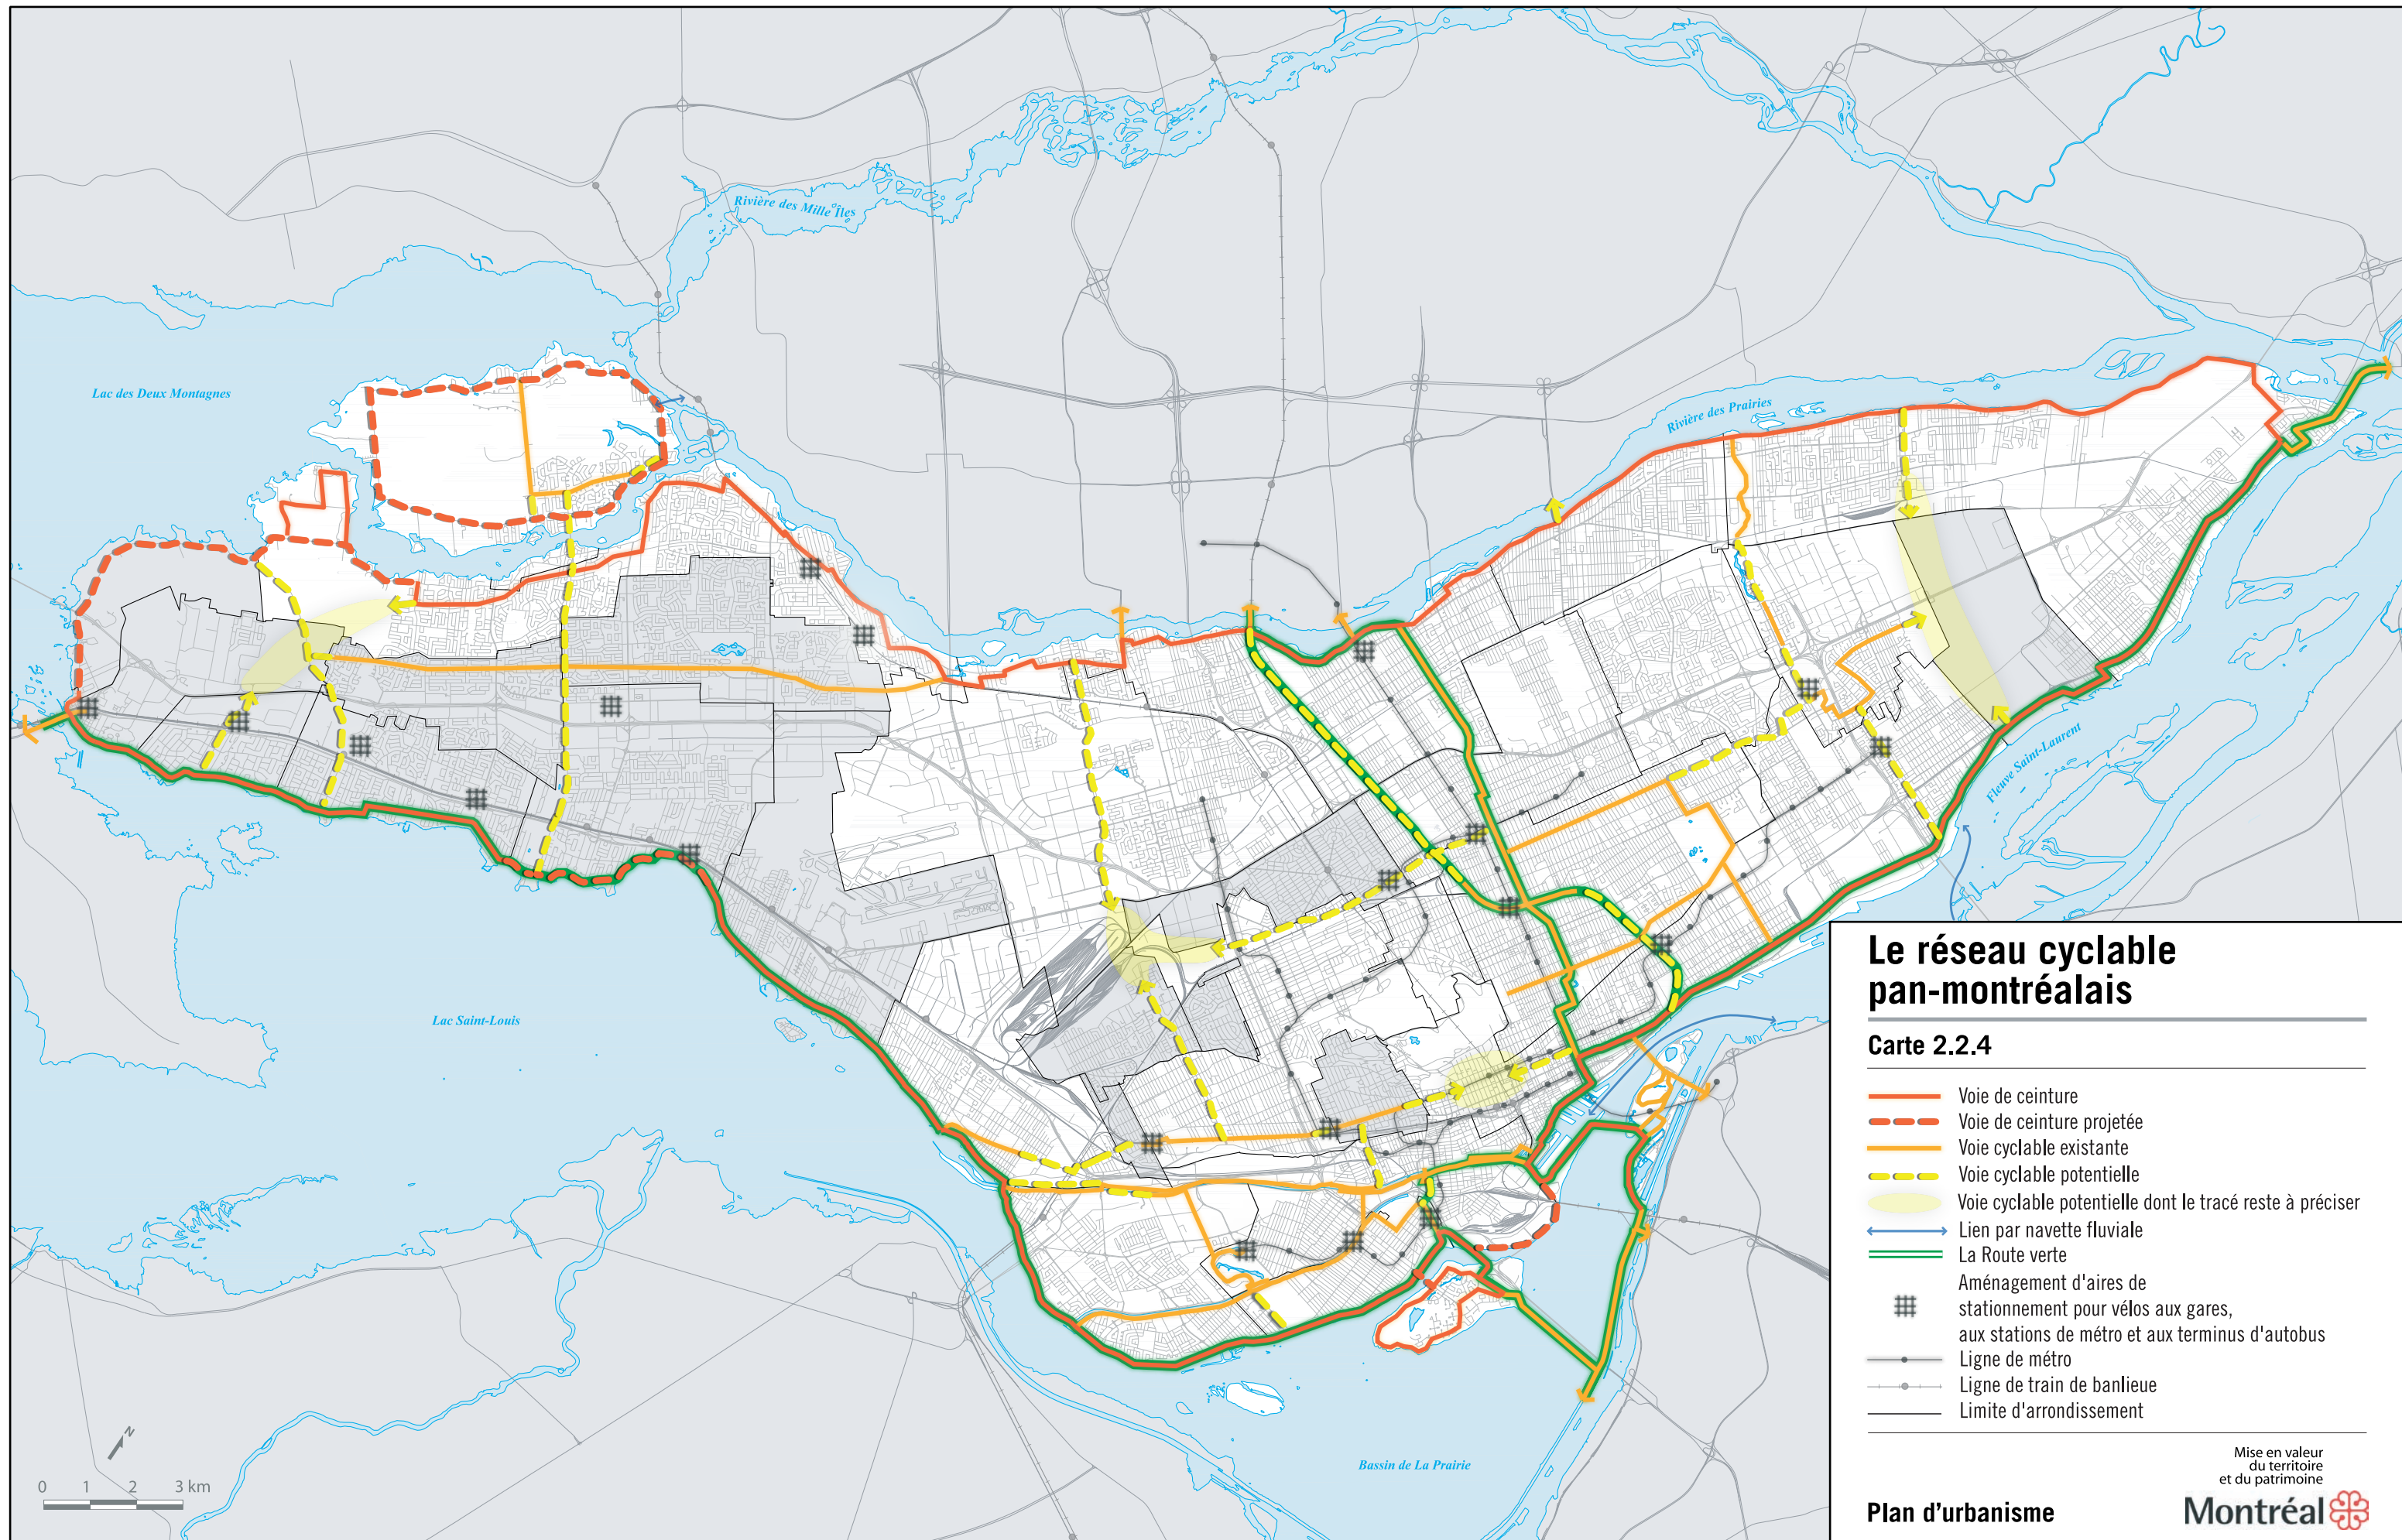 Rivière des Mille Îles
Lac des Deux Montagnes
Rivière des Prairies
Fleuve Saint-Laurent
Lac Saint-Louis
Bassin de La Prairie
N
0 1 2 3 km
Le réseau cyclable
pan-montréalais
Carte 2.2.4
Voie de ceinture
Voie de ceinture projetée
Voie cyclable existante
Voie cyclable potentielle
Voie cyclable potentielle dont le tracé reste à préciser
Lien par navette fluviale
La Route verte
Aménagement d'aires de
stationnement pour vélos aux gares,
aux stations de métro et aux terminus d'autobus
Ligne de métro
Ligne de train de banlieue
Limite d'arrondissement
Mise en valeur
du territoire
et du patrimoine
Plan d'urbanisme
Montréal